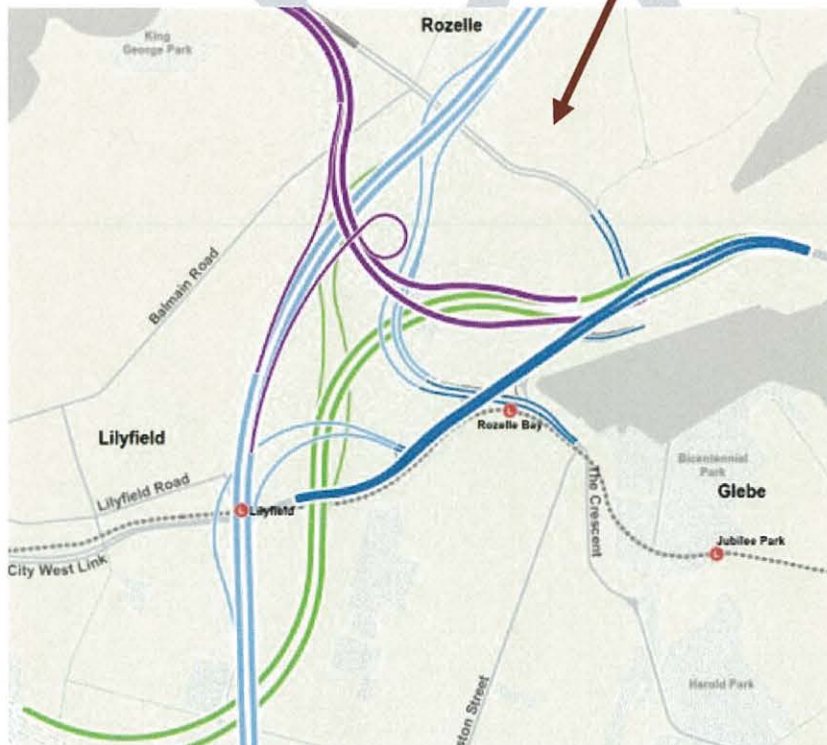 Rozelle
King
George Park
Balmain Road
Lilyfield
Lilyfield Road
L Lilyfield
City West Link
L
Rozelle Bay
The Crescent
Bicentennial
Park
Glebe
Jubilee Park
L
Harold Park
ston Street